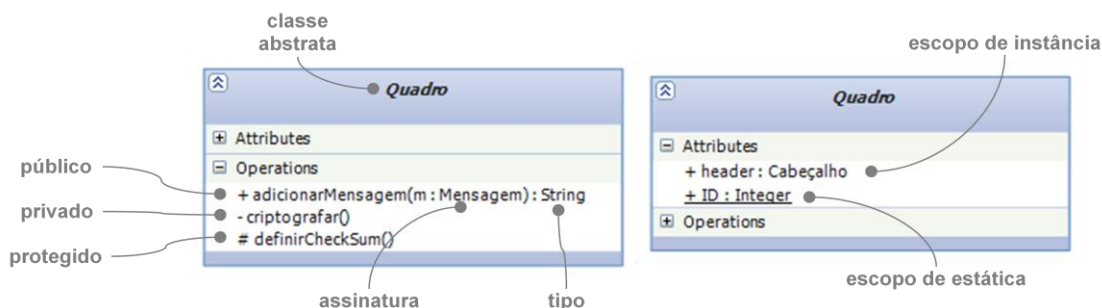 classe
abstrata
escopo de instância
Quadro
Attributes
Operations
+ adicionarMensagem(m : Mensagem) : String
- criptografar()
# definirCheckSum()
público
privado
protegido
assinatura
tipo
Quadro
Attributes
+ header : Cabeçalho
+ ID : Integer
Operations
escopo de estática